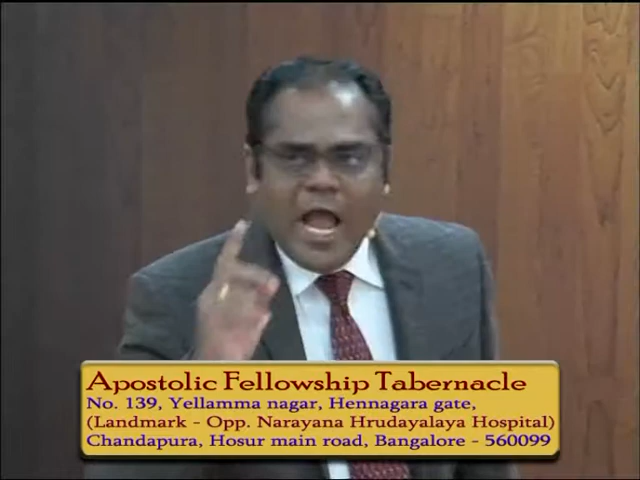 Apostolic Fellowship Tabernacle
No. 139, Yellamma nagar, Hennagara gate,
(Landmark - Opp. Narayana Hrudayalaya Hospital)
Chandapura, Hosur main road, Bangalore - 560099